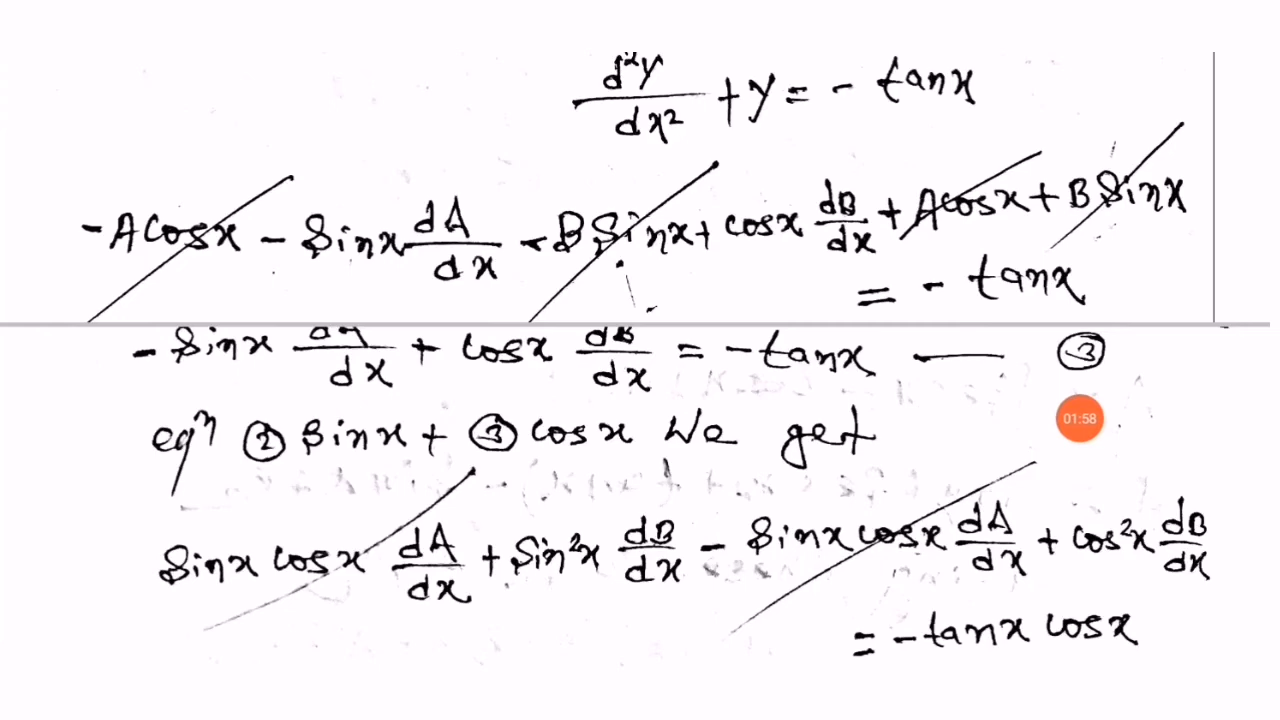 d²y/dx² + y = - tanx
-Acosx - Sinx dA/dx - BSinx + cosx dB/dx + Acosx + BSinx
= - tanx
- Sinx dA/dx + cosx dB/dx = -tanx —— ③
eqⁿ ② Sinx + ③ cosx We get
01:58
Sinx cosx dA/dx + Sin²x dB/dx - Sinx cosx dA/dx + cos²x dB/dx
= -tanx cosx